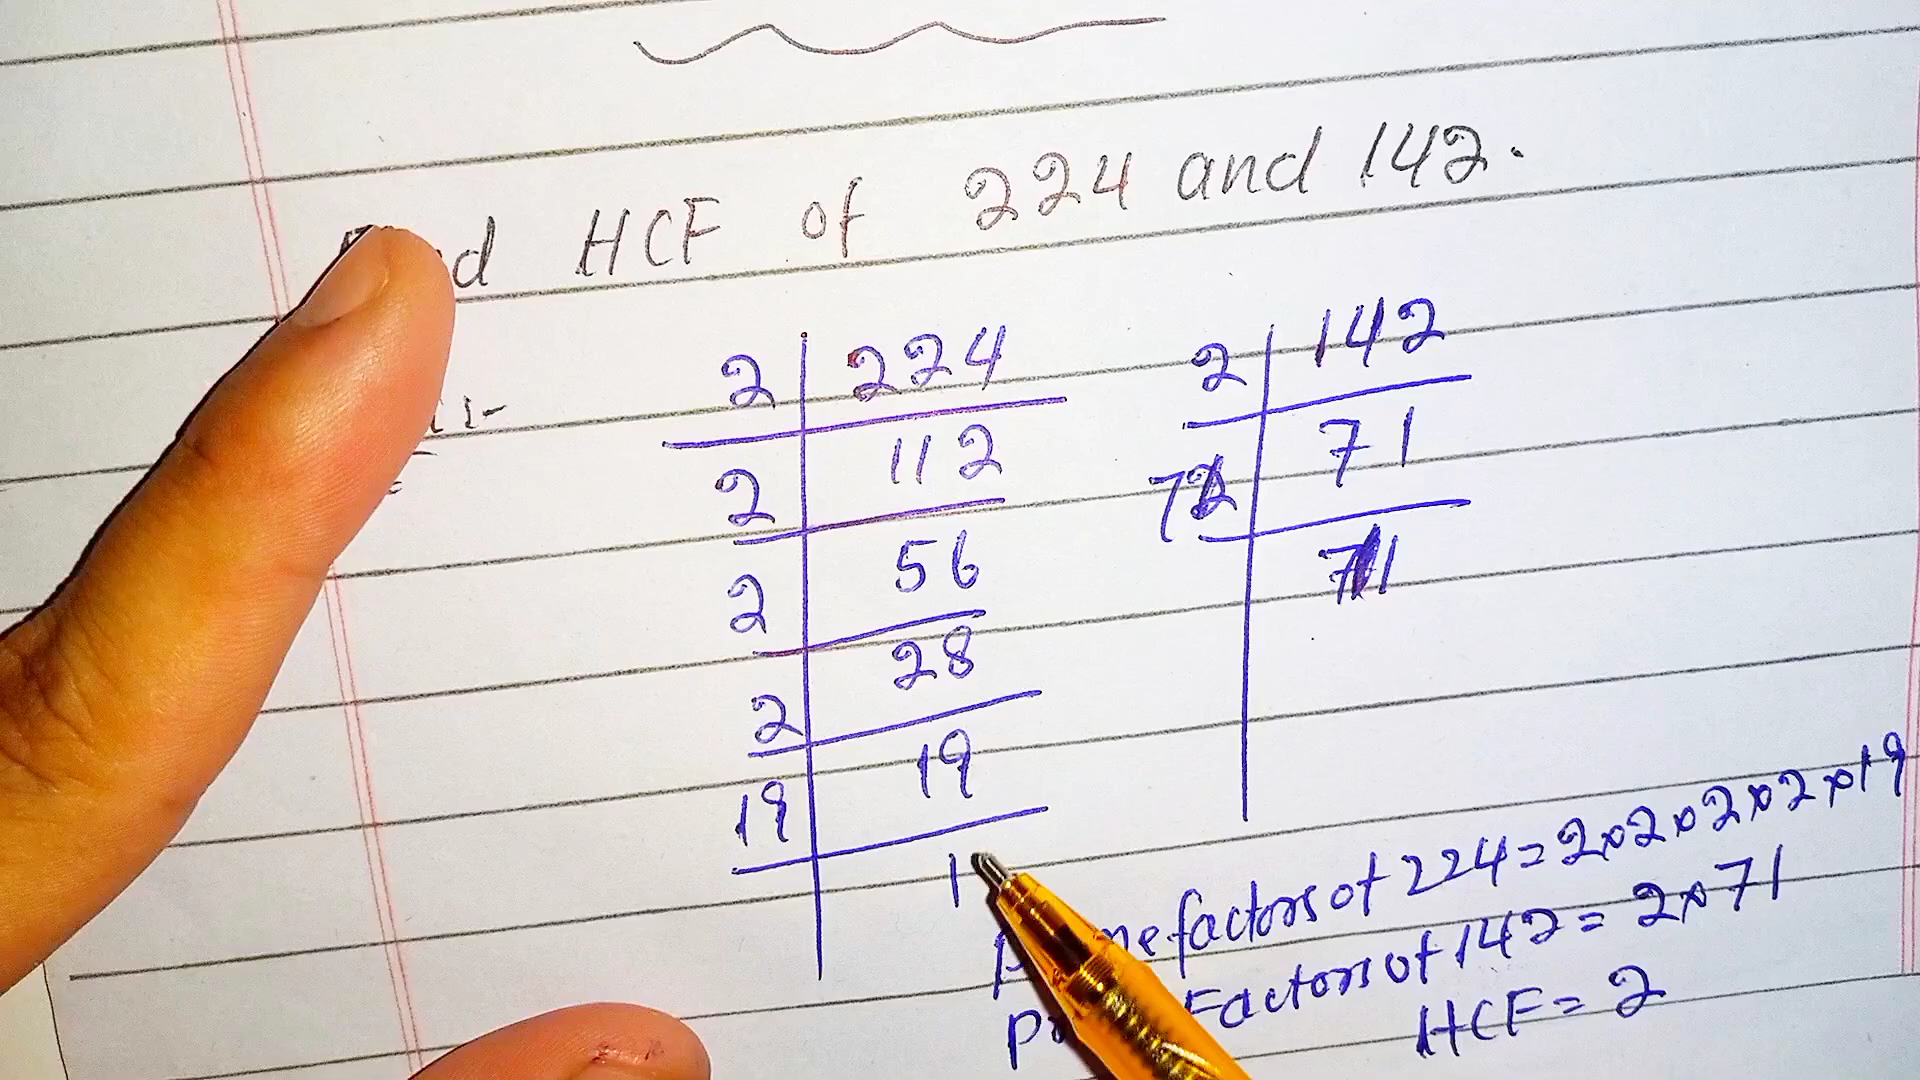 HCF of 224 and 142.
2 | 224
2 | 112
2 | 56
2 | 28
19 | 19
1
2 | 142
71
71
Prime factors of 224 = 2×2×2×2×19
Factors of 142 = 2×71
HCF = 2